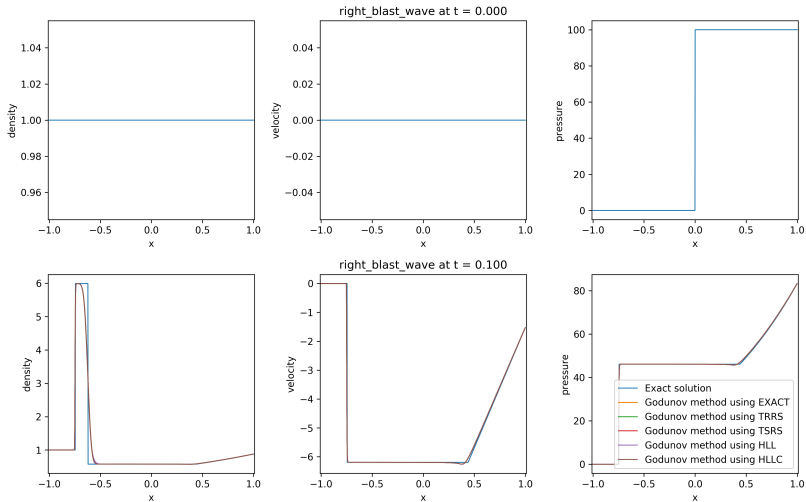 right_blast_wave at t = 0.000
density
1.04
1.02
1.00
0.98
0.96
−1.0 −0.5 0.0 0.5 1.0
x
velocity
0.04
0.02
0.00
−0.02
−0.04
−1.0 −0.5 0.0 0.5 1.0
x
pressure
100
80
60
40
20
0
−1.0 −0.5 0.0 0.5 1.0
x
right_blast_wave at t = 0.100
density
6
5
4
3
2
1
−1.0 −0.5 0.0 0.5 1.0
x
velocity
0
−1
−2
−3
−4
−5
−6
−1.0 −0.5 0.0 0.5 1.0
x
pressure
80
60
40
20
0
Exact solution
Godunov method using EXACT
Godunov method using TRRS
Godunov method using TSRS
Godunov method using HLL
Godunov method using HLLC
−1.0 −0.5 0.0 0.5 1.0
x